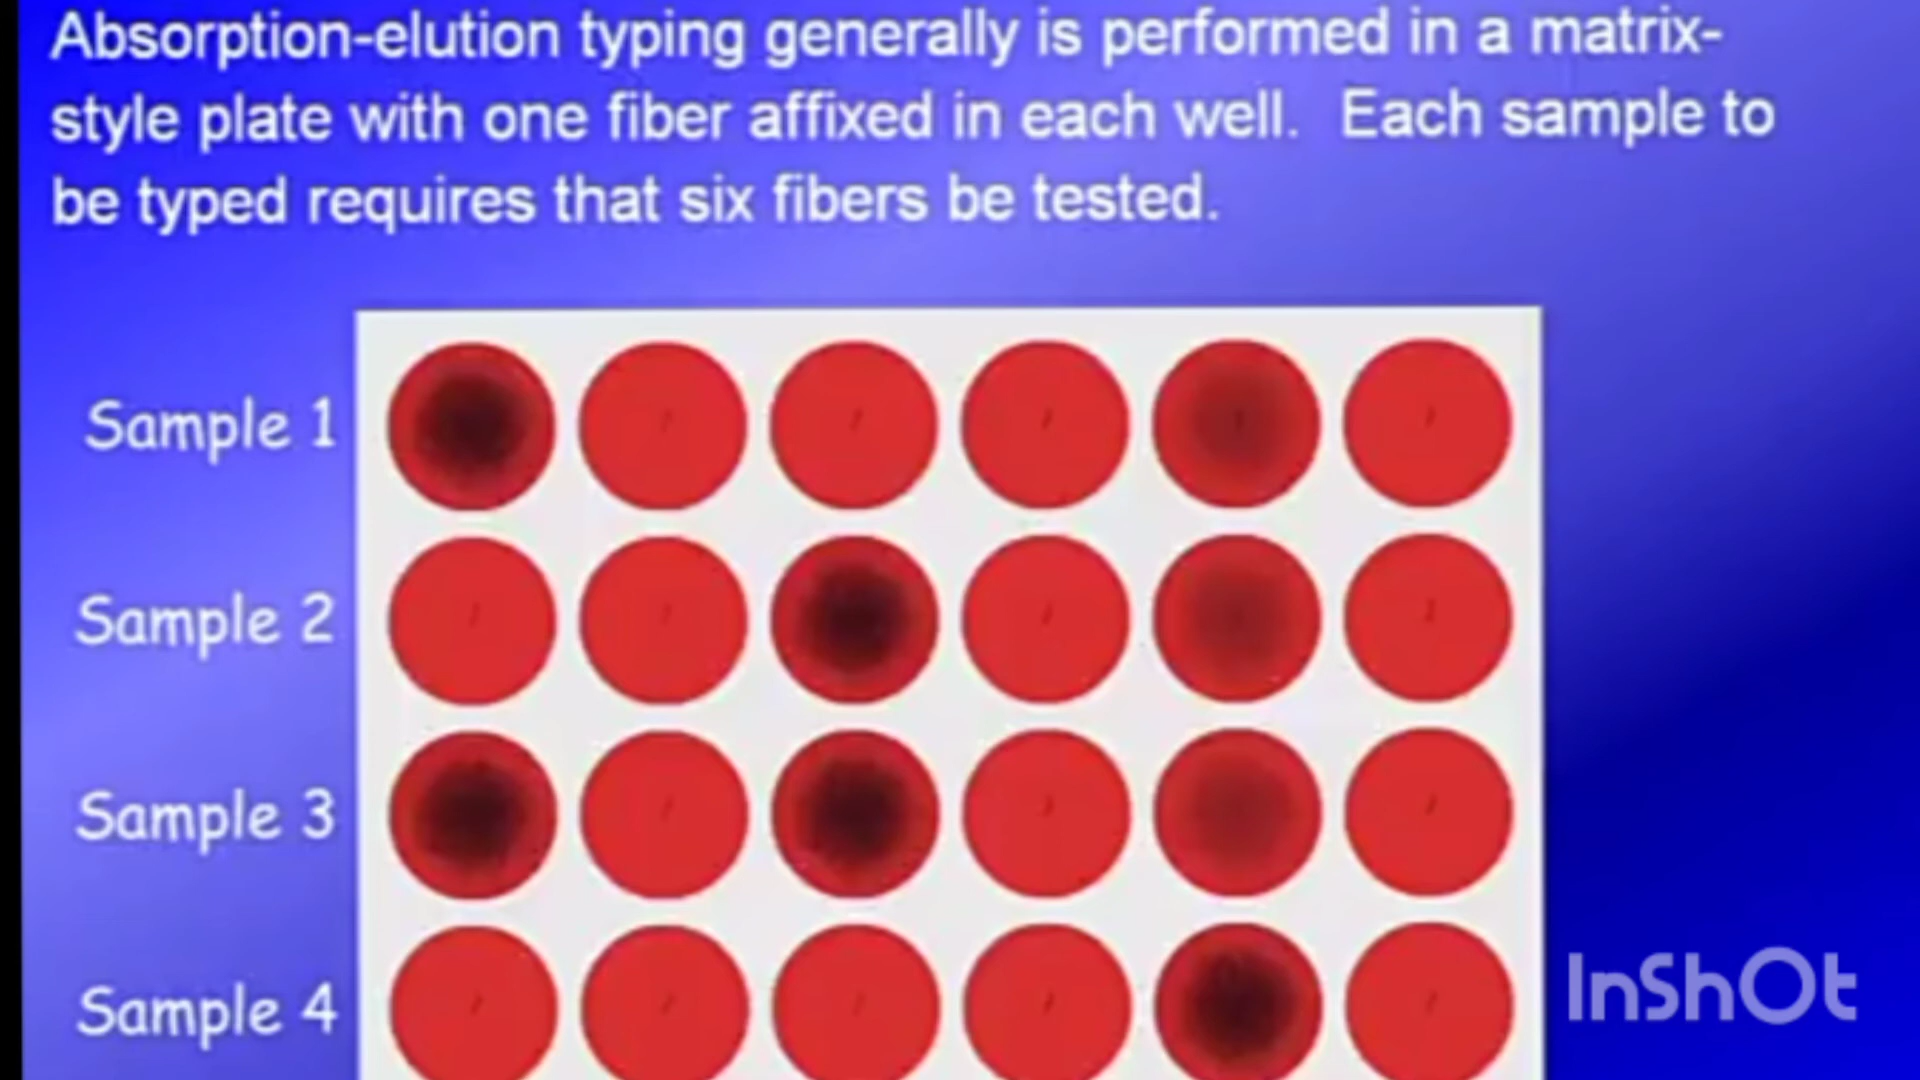 Absorption-elution typing generally is performed in a matrix-
style plate with one fiber affixed in each well. Each sample to
be typed requires that six fibers be tested.
Sample 1
Sample 2
Sample 3
Sample 4
InShOt